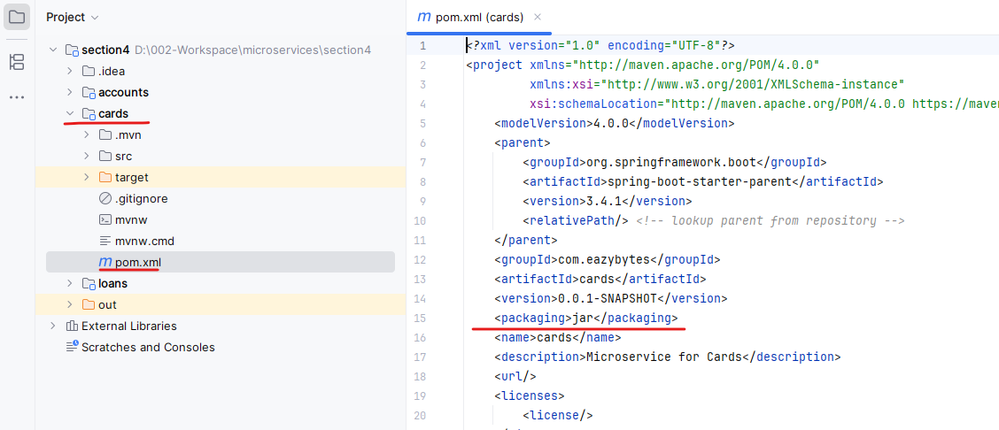 Project
section4 D:\002-Workspace\microservices\section4
.idea
accounts
cards
.mvn
src
target
.gitignore
mvnw
mvnw.cmd
pom.xml
loans
out
External Libraries
Scratches and Consoles
pom.xml (cards)
1 <?xml version="1.0" encoding="UTF-8"?>
2 <project xmlns="http://maven.apache.org/POM/4.0.0"
3 xmlns:xsi="http://www.w3.org/2001/XMLSchema-instance"
4 xsi:schemaLocation="http://maven.apache.org/POM/4.0.0 https://maven
5 <modelVersion>4.0.0</modelVersion>
6 <parent>
7 <groupId>org.springframework.boot</groupId>
8 <artifactId>spring-boot-starter-parent</artifactId>
9 <version>3.4.1</version>
10 <relativePath/> <!-- lookup parent from repository -->
11 </parent>
12 <groupId>com.eazybytes</groupId>
13 <artifactId>cards</artifactId>
14 <version>0.0.1-SNAPSHOT</version>
15 <packaging>jar</packaging>
16 <name>cards</name>
17 <description>Microservice for Cards</description>
18 <url/>
19 <licenses>
20 <license/>